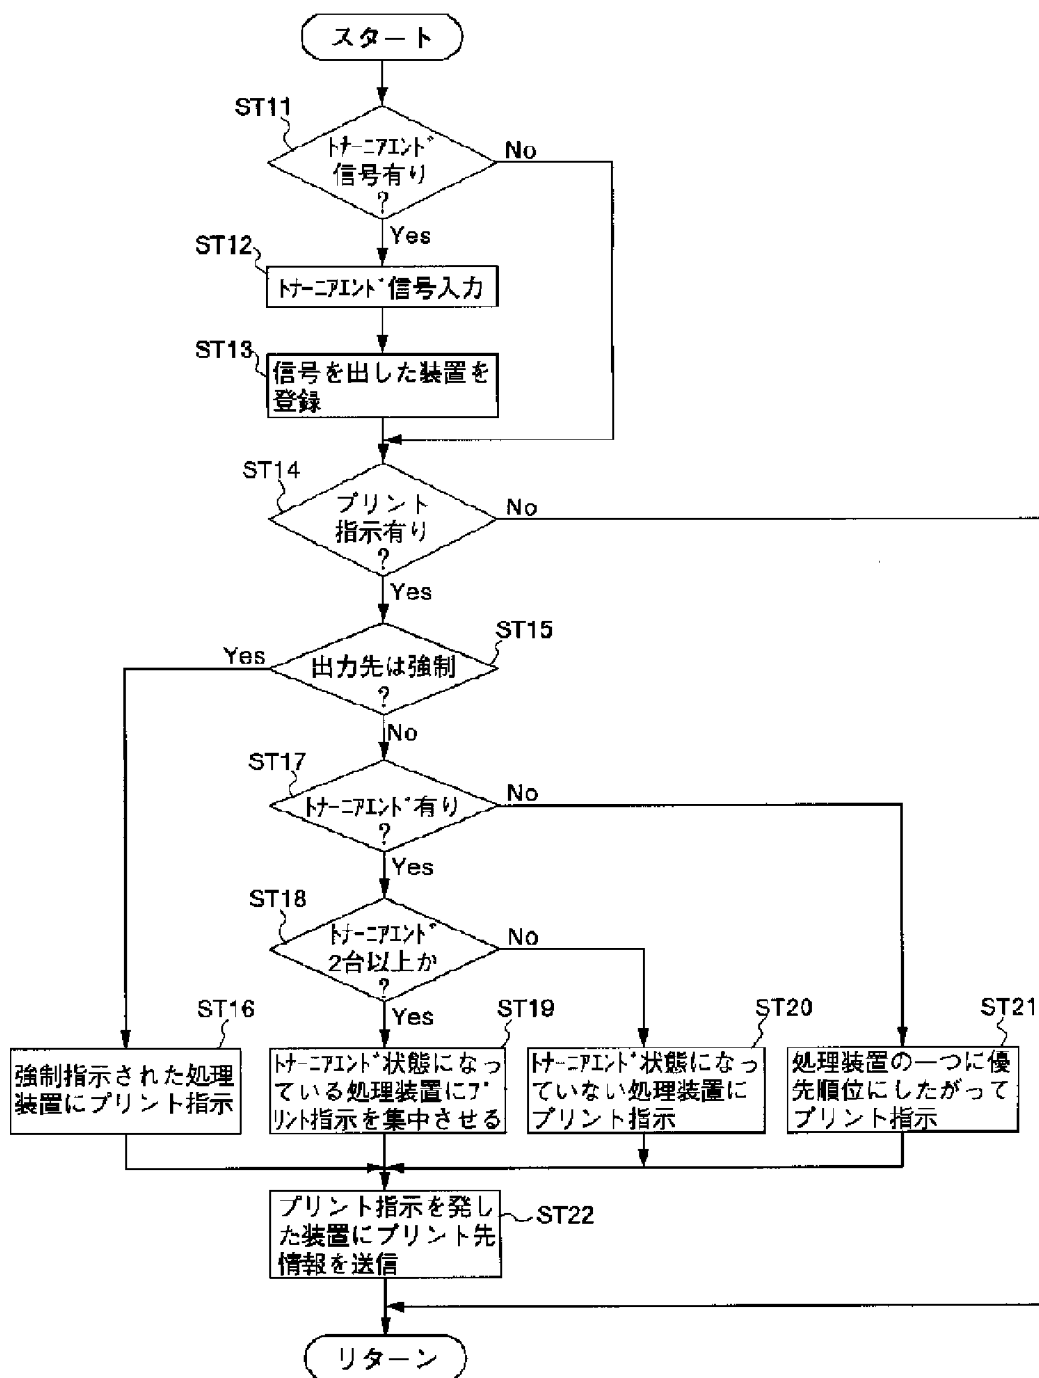 スタート
ST11
トナーニアエンド
信号有り
?
No
Yes
ST12
トナーニアエンド信号入力
ST13
信号を出した装置を
登録
ST14
プリント
指示有り
?
No
Yes
ST15
出力先は強制
?
Yes
No
ST17
トナーニアエンド有り
?
No
Yes
ST18
トナーニアエンド
2台以上か
?
No
Yes
ST16
強制指示された処理
装置にプリント指示
ST19
トナーニアエンド状態になっ
ている処理装置にプ
リント指示を集中させる
ST20
トナーニアエンド状態になっ
ていない処理装置に
プリント指示
ST21
処理装置の一つに優
先順位にしたがって
プリント指示
ST22
プリント指示を発し
た装置にプリント先
情報を送信
リターン